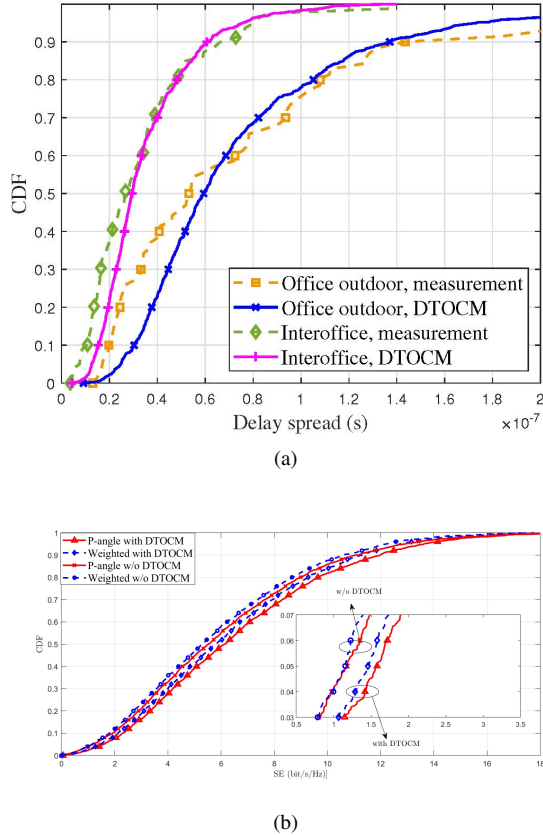 0.9
0.8
0.7
0.6
0.5
0.4
0.3
0.2
0.1
0
CDF
Office outdoor, measurement
Office outdoor, DTOCM
Interoffice, measurement
Interoffice, DTOCM
0 0.2 0.4 0.6 0.8 1 1.2 1.4 1.6 1.8 2
Delay spread (s)
×10⁻⁷
(a)
1
0.9
0.8
0.7
0.6
0.5
0.4
0.3
0.2
0.1
0
CDF
P-angle with DTOCM
Weighted with DTOCM
P-angle w/o DTOCM
Weighted w/o DTOCM
w/o DTOCM
0.07
0.06
0.05
0.04
0.03
0.5 1 1.5 2 2.5 3 3.5
with DTOCM
0 2 4 6 8 10 12 14 16 18
SE (bit/s/Hz)]
(b)